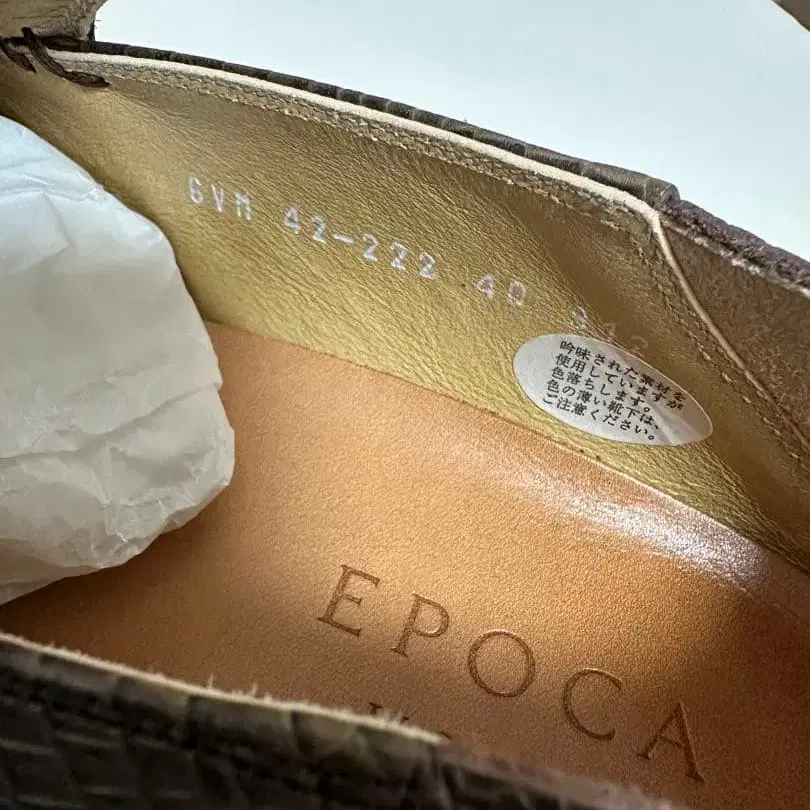 6VM 42-222 40
吟味された素材を
使用していますが
色落ちします。
色の薄い靴下は、
ご注意ください。
EPOCA